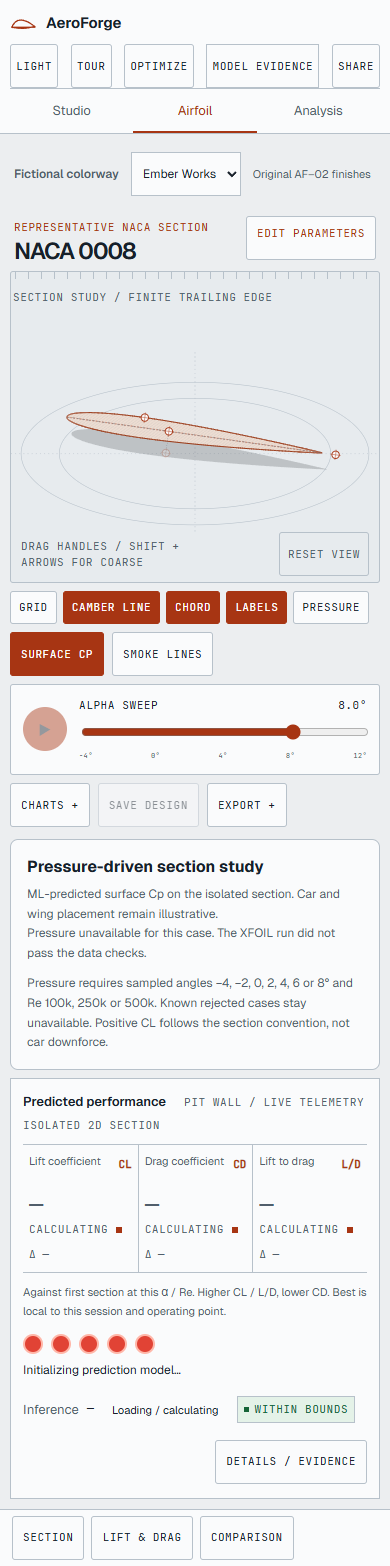 AeroForge
LIGHT TOUR OPTIMIZE MODEL EVIDENCE SHARE
Studio Airfoil Analysis
Fictional colorway Ember Works Original AF-02 finishes
REPRESENTATIVE NACA SECTION
NACA 0008
EDIT PARAMETERS
SECTION STUDY / FINITE TRAILING EDGE
DRAG HANDLES / SHIFT +
ARROWS FOR COARSE
RESET VIEW
GRID CAMBER LINE CHORD LABELS PRESSURE
SURFACE CP SMOKE LINES
ALPHA SWEEP 8.0°
-4° 0° 4° 8° 12°
CHARTS + SAVE DESIGN EXPORT +
Pressure-driven section study
ML-predicted surface Cp on the isolated section. Car and
wing placement remain illustrative.
Pressure unavailable for this case. The XFOIL run did not
pass the data checks.
Pressure requires sampled angles −4, −2, 0, 2, 4, 6 or 8° and
Re 100k, 250k or 500k. Known rejected cases stay
unavailable. Positive CL follows the section convention, not
car downforce.
Predicted performance PIT WALL / LIVE TELEMETRY
ISOLATED 2D SECTION
Lift coefficient CL Drag coefficient CD Lift to drag L/D
— — —
CALCULATING CALCULATING CALCULATING
Δ — Δ — Δ —
Against first section at this α / Re. Higher CL / L/D, lower CD. Best is
local to this session and operating point.
Initializing prediction model…
Inference — Loading / calculating WITHIN BOUNDS
DETAILS / EVIDENCE
SECTION LIFT & DRAG COMPARISON